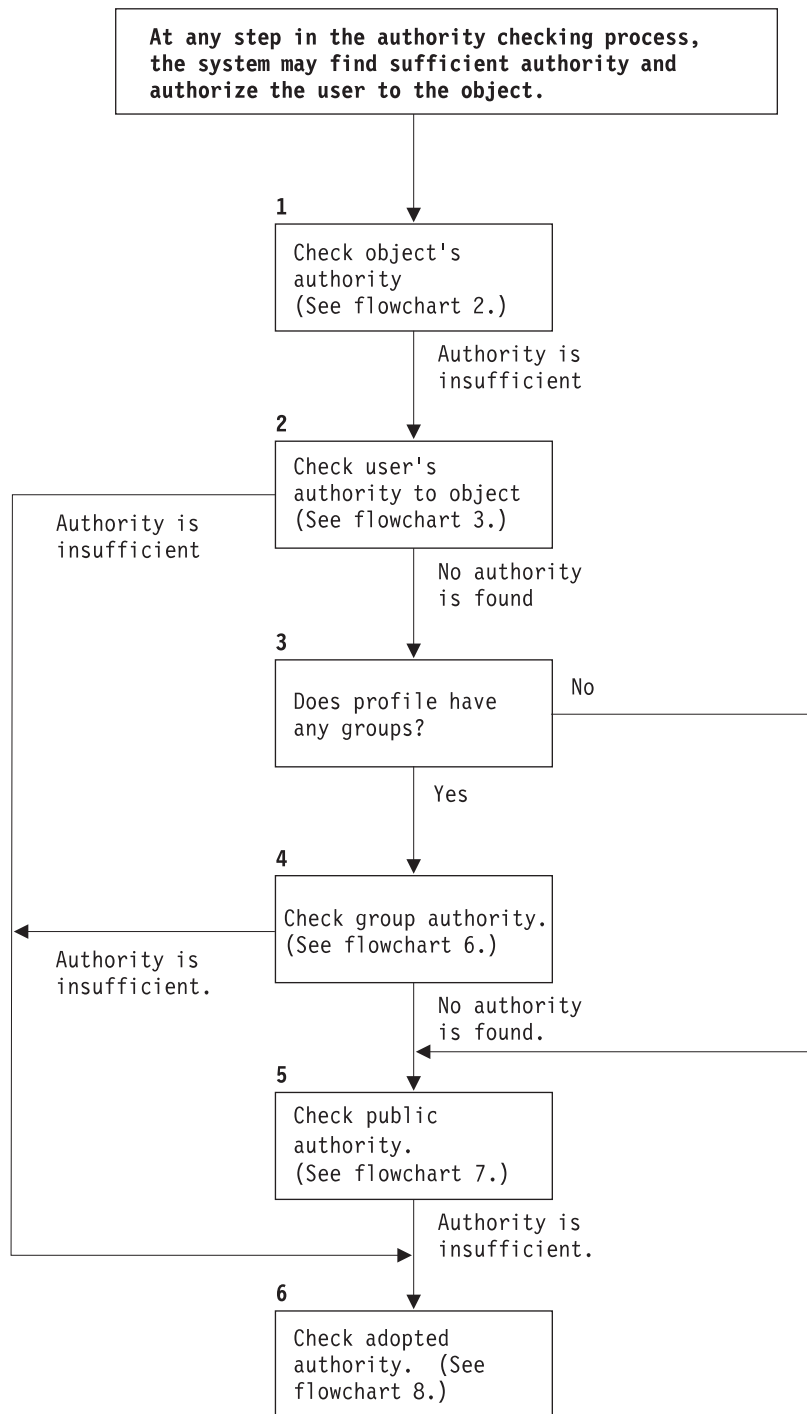 At any step in the authority checking process,
the system may find sufficient authority and
authorize the user to the object.
1
Check object's
authority
(See flowchart 2.)
Authority is
insufficient
2
Check user's
authority to object
(See flowchart 3.)
Authority is
insufficient
No authority
is found
3
Does profile have
any groups?
No
Yes
4
Check group authority.
(See flowchart 6.)
Authority is
insufficient.
No authority
is found.
5
Check public
authority.
(See flowchart 7.)
Authority is
insufficient.
6
Check adopted
authority. (See
flowchart 8.)